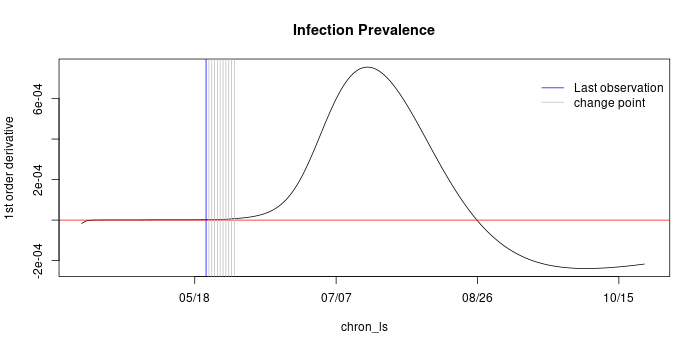 Infection Prevalence
1st order derivative
6e-04
2e-04
-2e-04
Last observation
change point
05/18
07/07
08/26
10/15
chron_ls